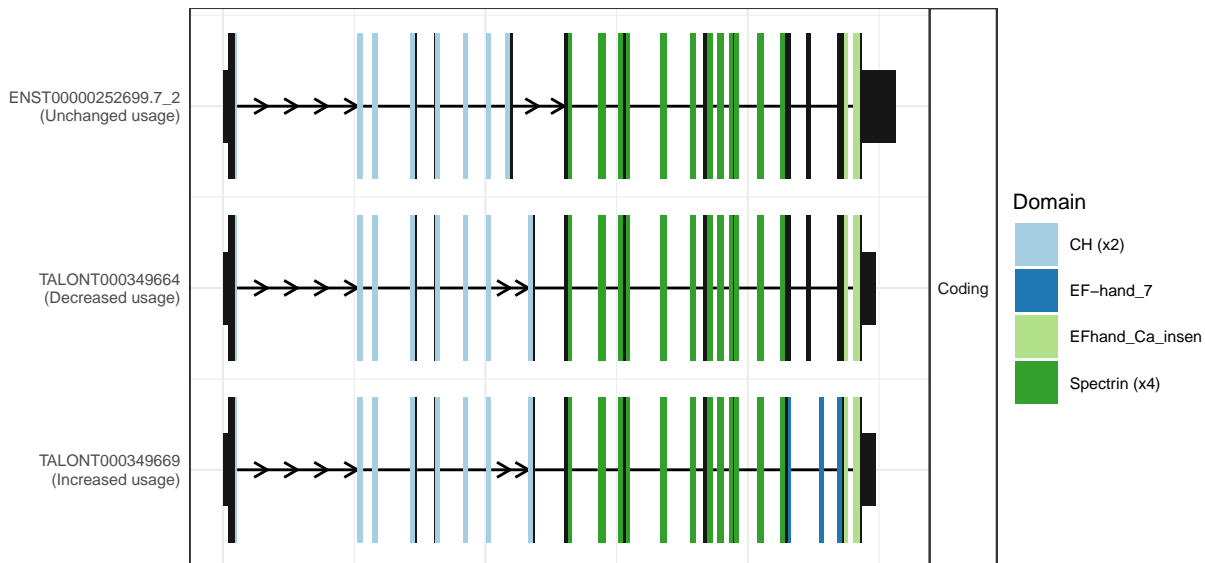 ENST00000252699.7_2
(Unchanged usage)
TALONT000349664
(Decreased usage)
TALONT000349669
(Increased usage)
Coding
Domain
CH (x2)
EF−hand_7
EFhand_Ca_insen
Spectrin (x4)